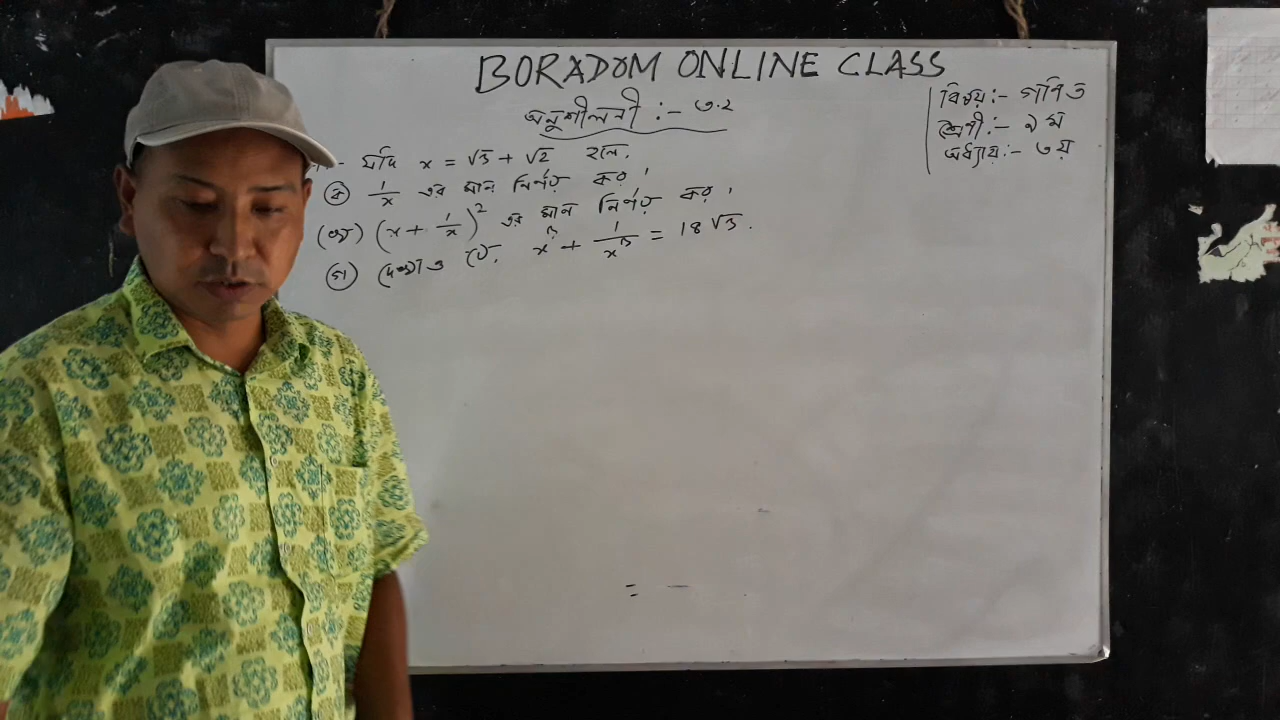 BORADOM ONLINE CLASS
অনুশীলনী :- ৩.২
বিষয় :- গণিত
শ্রেণী :- ৯ম
অধ্যায় :- ৩য়
- যদি x = √3 + √2 হলে,
(ক) 1/x এর মান নির্ণয় কর।
(খ) (x + 1/x)² এর মান নির্ণয় কর।
(গ) দেখাও যে, x³ + 1/x³ = 18√3.
= —